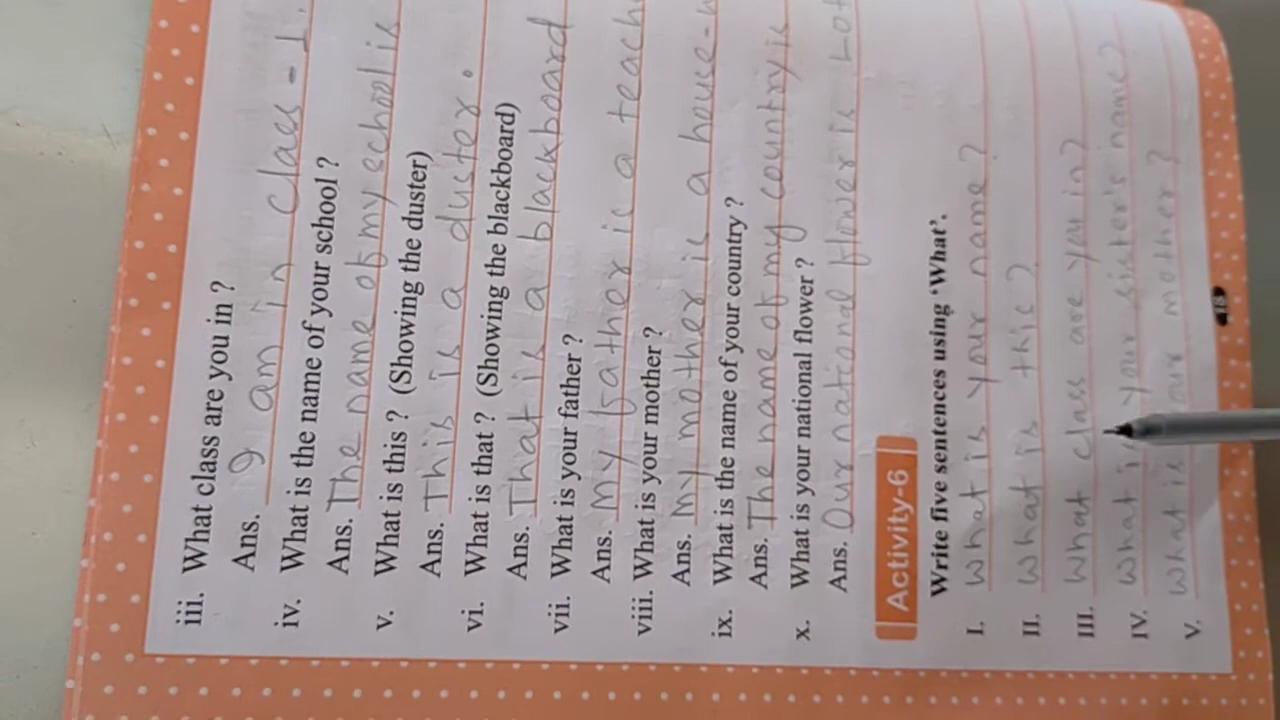 iii. What class are you in ?
Ans. I am in class - 1.
iv. What is the name of your school ?
Ans. The name of my school is
v. What is this ? (Showing the duster)
Ans. This is a duster.
vi. What is that ? (Showing the blackboard)
Ans. That is a blackboard
vii. What is your father ?
Ans. My father is a teach
viii. What is your mother ?
Ans. My mother is a house-
ix. What is the name of your country ?
Ans. The name of my country is
x. What is your national flower ?
Ans. Our national flower is Lot
Activity-6
Write five sentences using ‘What’.
I. What is your name ?
II. What is this ?
III. What class are you in ?
IV. What is your sister's name ?
V. What is your mother ?